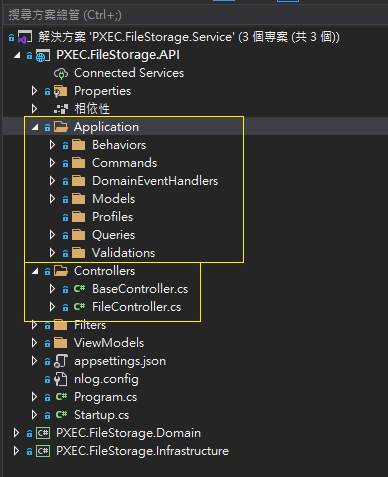 搜尋方案總管 (Ctrl+;)
解決方案 'PXEC.FileStorage.Service' (3 個專案 (共 3 個))
PXEC.FileStorage.API
Connected Services
Properties
相依性
Application
Behaviors
Commands
DomainEventHandlers
Models
Profiles
Queries
Validations
Controllers
C# BaseController.cs
C# FileController.cs
Filters
ViewModels
appsettings.json
nlog.config
C# Program.cs
C# Startup.cs
C# PXEC.FileStorage.Domain
C# PXEC.FileStorage.Infrastructure